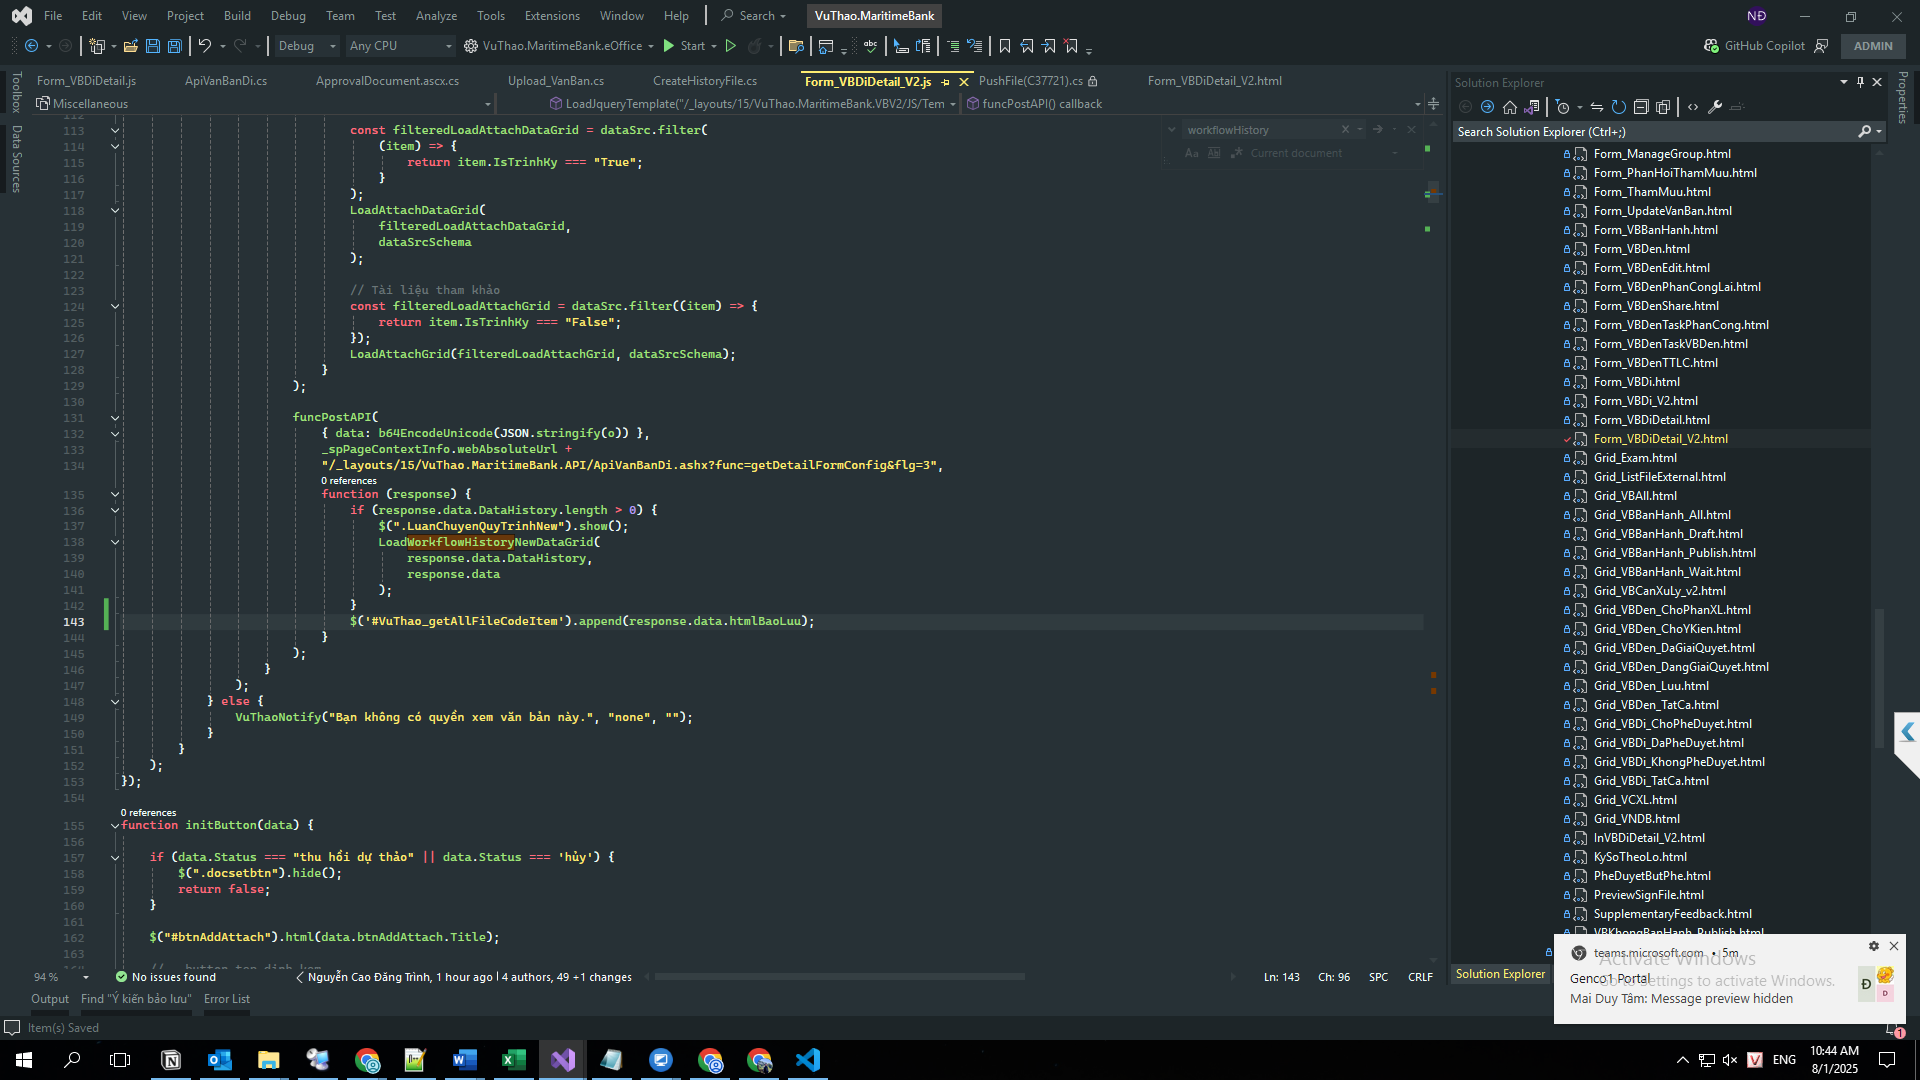 File Edit View Project Build Debug Team Test Analyze Tools Extensions Window Help Search VuThao.MaritimeBank NĐ
Debug Any CPU VuThao.MaritimeBank.eOffice Start GitHub Copilot ADMIN
Toolbox
Data Sources
Form_VBDiDetail.js ApiVanBanDi.cs ApprovalDocument.ascx.cs Upload_VanBan.cs CreateHistoryFile.cs Form_VBDiDetail_V2.js PushFile(C37721).cs Form_VBDiDetail_V2.html
Miscellaneous LoadJqueryTemplate("/_layouts/15/VuThao.MaritimeBank.VBV2/JS/Tem funcPostAPI() callback
workflowHistory
Aa Current document
112
113 const filteredLoadAttachDataGrid = dataSrc.filter(
114 (item) => {
115 return item.IsTrinhKy === "True";
116 }
117 );
118 LoadAttachDataGrid(
119 filteredLoadAttachDataGrid,
120 dataSrcSchema
121 );
122
123 // Tài liệu tham khảo
124 const filteredLoadAttachGrid = dataSrc.filter((item) => {
125 return item.IsTrinhKy === "False";
126 });
127 LoadAttachGrid(filteredLoadAttachGrid, dataSrcSchema);
128 }
129 );
130
131 funcPostAPI(
132 { data: b64EncodeUnicode(JSON.stringify(o)) },
133 _spPageContextInfo.webAbsoluteUrl +
134 "/_layouts/15/VuThao.MaritimeBank.API/ApiVanBanDi.ashx?func=getDetailFormConfig&flg=3",
0 references
135 function (response) {
136 if (response.data.DataHistory.length > 0) {
137 $(".LuanChuyenQuyTrinhNew").show();
138 LoadWorkflowHistoryNewDataGrid(
139 response.data.DataHistory,
140 response.data
141 );
142 }
143 $('#VuThao_getAllFileCodeItem').append(response.data.htmlBaoLuu);
144 }
145 );
146 }
147 );
148 } else {
149 VuThaoNotify("Bạn không có quyền xem văn bản này.", "none", "");
150 }
151 }
152 );
153 });
154
0 references
155 function initButton(data) {
156
157 if (data.Status === "thu hồi dự thảo" || data.Status === 'hủy') {
158 $(".docsetbtn").hide();
159 return false;
160 }
161
162 $("#btnAddAttach").html(data.btnAddAttach.Title);
163
94 % No issues found Nguyễn Cao Đăng Trình, 1 hour ago | 4 authors, 49 +1 changes Ln: 143 Ch: 96 SPC CRLF
Output Find "Ý kiến bảo lưu" Error List
Item(s) Saved
Solution Explorer
Properties
Search Solution Explorer (Ctrl+;)
Form_ManageGroup.html
Form_PhanHoiThamMuu.html
Form_ThamMuu.html
Form_UpdateVanBan.html
Form_VBBanHanh.html
Form_VBDen.html
Form_VBDenEdit.html
Form_VBDenPhanCongLai.html
Form_VBDenShare.html
Form_VBDenTaskPhanCong.html
Form_VBDenTaskVBDen.html
Form_VBDenTTLC.html
Form_VBDi.html
Form_VBDi_V2.html
Form_VBDiDetail.html
Form_VBDiDetail_V2.html
Grid_Exam.html
Grid_ListFileExternal.html
Grid_VBAll.html
Grid_VBBanHanh_All.html
Grid_VBBanHanh_Draft.html
Grid_VBBanHanh_Publish.html
Grid_VBBanHanh_Wait.html
Grid_VBCanXuLy_v2.html
Grid_VBDen_ChoPhanXL.html
Grid_VBDen_ChoYKien.html
Grid_VBDen_DaGiaiQuyet.html
Grid_VBDen_DangGiaiQuyet.html
Grid_VBDen_Luu.html
Grid_VBDen_TatCa.html
Grid_VBDi_ChoPheDuyet.html
Grid_VBDi_DaPheDuyet.html
Grid_VBDi_KhongPheDuyet.html
Grid_VBDi_TatCa.html
Grid_VCXL.html
Grid_VNDB.html
InVBDiDetail_V2.html
KySoTheoLo.html
PheDuyetButPhe.html
PreviewSignFile.html
SupplementaryFeedback.html
VBKhongBanHanh_Publish.html
Solution Explorer
teams.microsoft.com • 5m
Activate Windows
Genco1 Portal
Go to Settings to activate Windows.
Mai Duy Tâm: Message preview hidden
Đ
D
1
V ENG 10:44 AM
8/1/2025